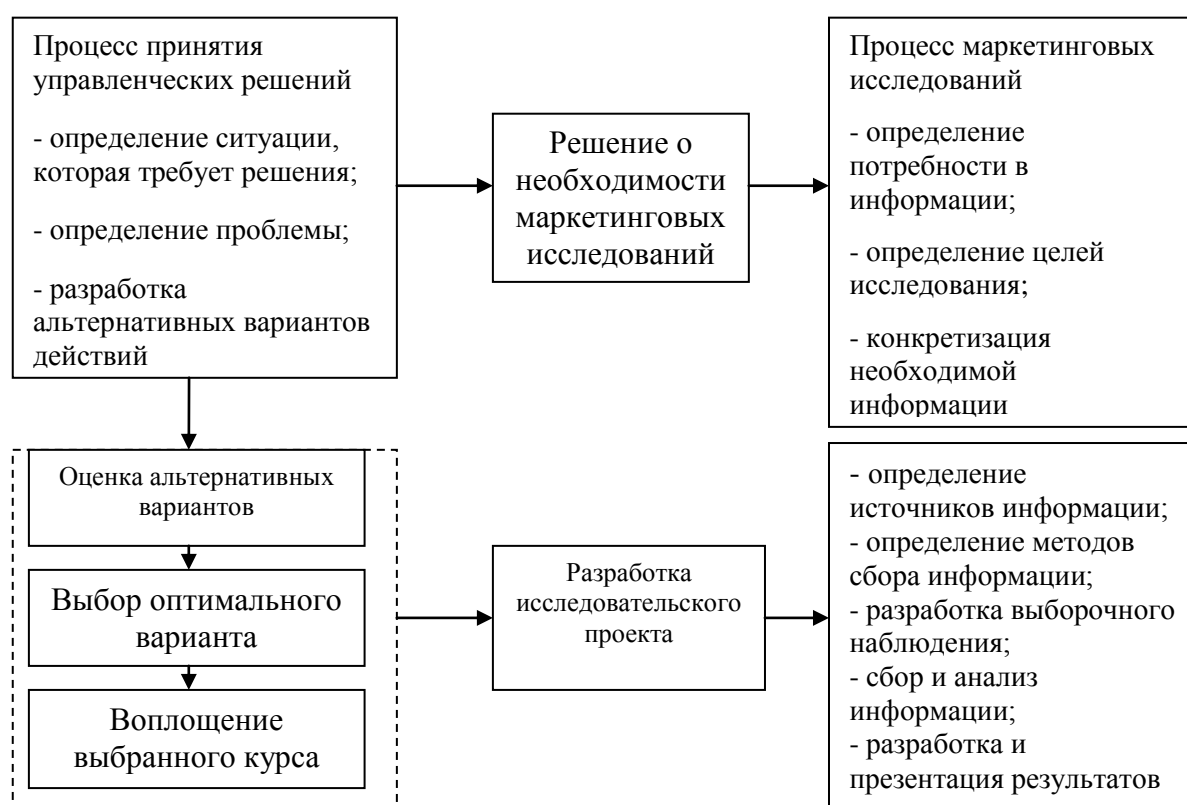 Процесс принятия
управленческих решений
- определение ситуации,
которая требует решения;
- определение проблемы;
- разработка
альтернативных вариантов
действий
Решение о
необходимости
маркетинговых
исследований
Процесс маркетинговых
исследований
- определение
потребности в
информации;
- определение целей
исследования;
- конкретизация
необходимой
информации
Оценка альтернативных
вариантов
Выбор оптимального
варианта
Воплощение
выбранного курса
Разработка
исследовательского
проекта
- определение
источников информации;
- определение методов
сбора информации;
- разработка выборочного
наблюдения;
- сбор и анализ
информации;
- разработка и
презентация результатов